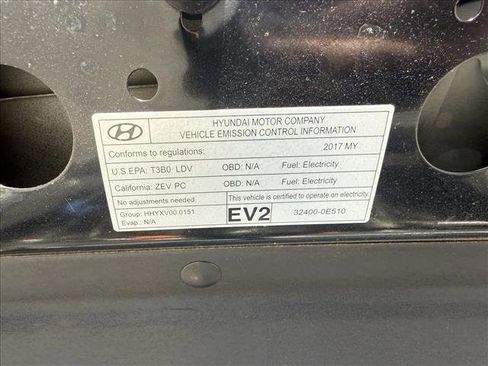 HYUNDAI MOTOR COMPANY
VEHICLE EMISSION CONTROL INFORMATION
Conforms to regulations: 2017 MY
U.S EPA: T3B0 LDV OBD: N/A Fuel: Electricity
California: ZEV PC OBD: N/A Fuel: Electricity
No adjustments needed. This vehicle is certified to operate on electricity.
Group: HHYXV00.0151 EV2 32400-0E510
Evap.: N/A